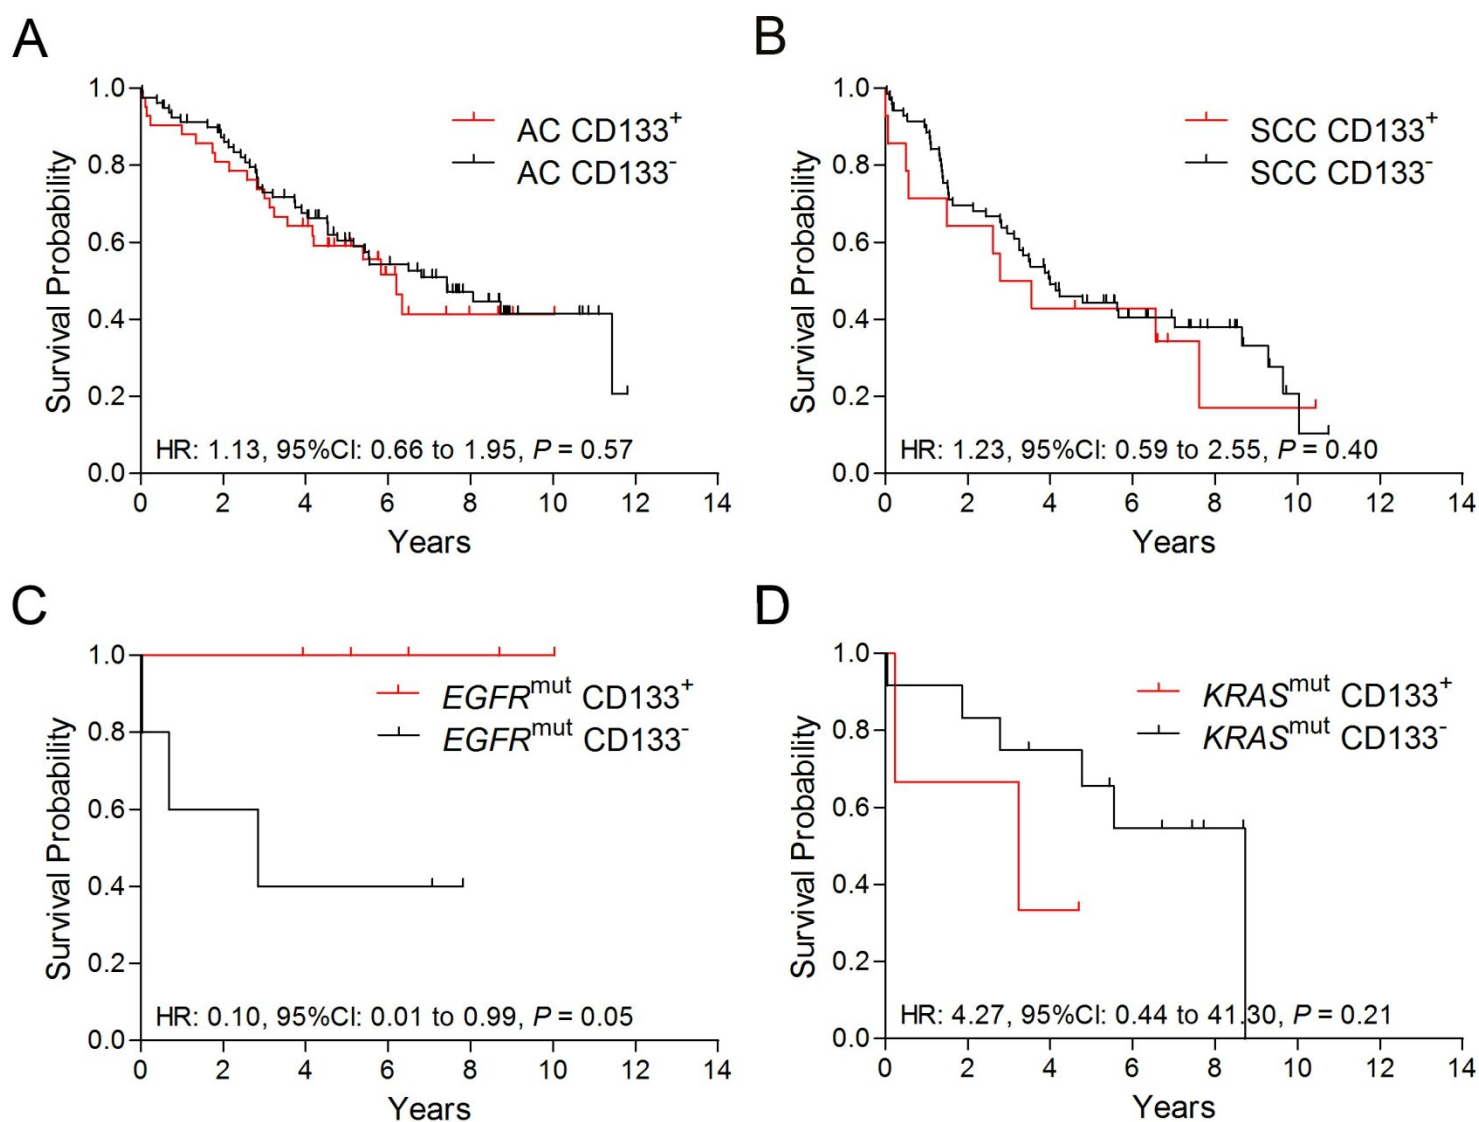 A
Survival Probability
1.0
0.8
0.6
0.4
0.2
0.0
AC CD133⁺
AC CD133⁻
HR: 1.13, 95%CI: 0.66 to 1.95, P = 0.57
0 2 4 6 8 10 12 14
Years
B
Survival Probability
1.0
0.8
0.6
0.4
0.2
0.0
SCC CD133⁺
SCC CD133⁻
HR: 1.23, 95%CI: 0.59 to 2.55, P = 0.40
0 2 4 6 8 10 12 14
Years
C
Survival Probability
1.0
0.8
0.6
0.4
0.2
0.0
EGFRᵐᵘᵗ CD133⁺
EGFRᵐᵘᵗ CD133⁻
HR: 0.10, 95%CI: 0.01 to 0.99, P = 0.05
0 2 4 6 8 10 12 14
Years
D
Survival Probability
1.0
0.8
0.6
0.4
0.2
0.0
KRASᵐᵘᵗ CD133⁺
KRASᵐᵘᵗ CD133⁻
HR: 4.27, 95%CI: 0.44 to 41.30, P = 0.21
0 2 4 6 8 10 12 14
Years